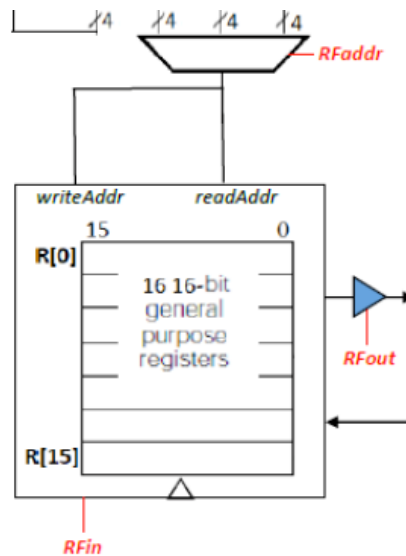 4 4 4 4
RFaddr
writeAddr readAddr
15 0
R[0]
16 16-bit
general
purpose
registers
RFout
R[15]
RFin